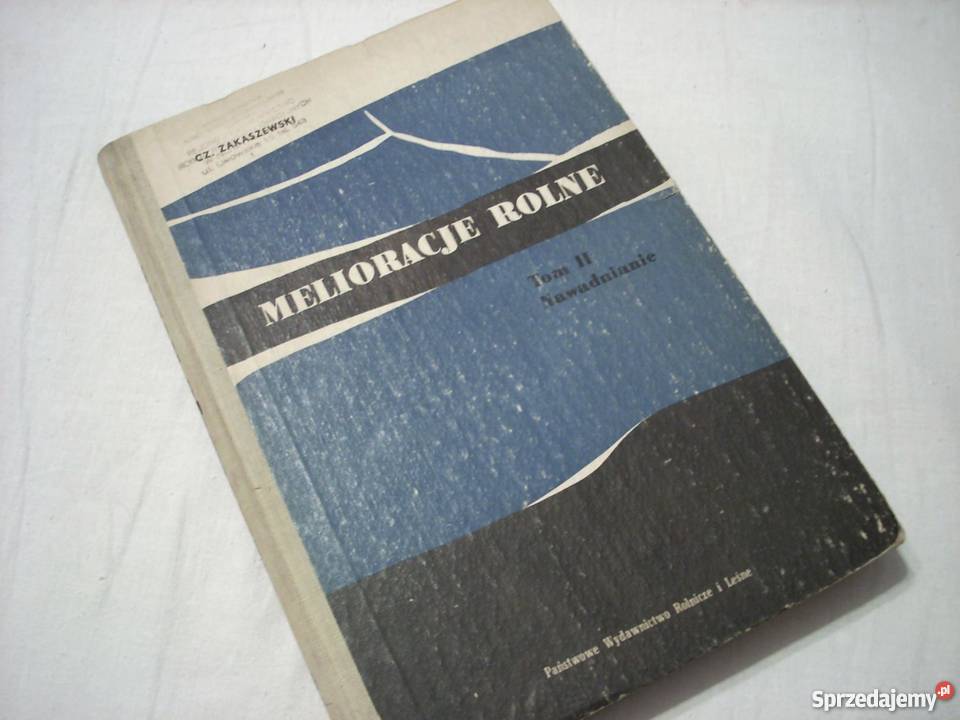 CZ. ZAKASZEWSKI
MELIORACJE ROLNE
Tom II
Nawadnianie
Państwowe Wydawnictwo Rolnicze i Leśne
Sprzedajemy.pl